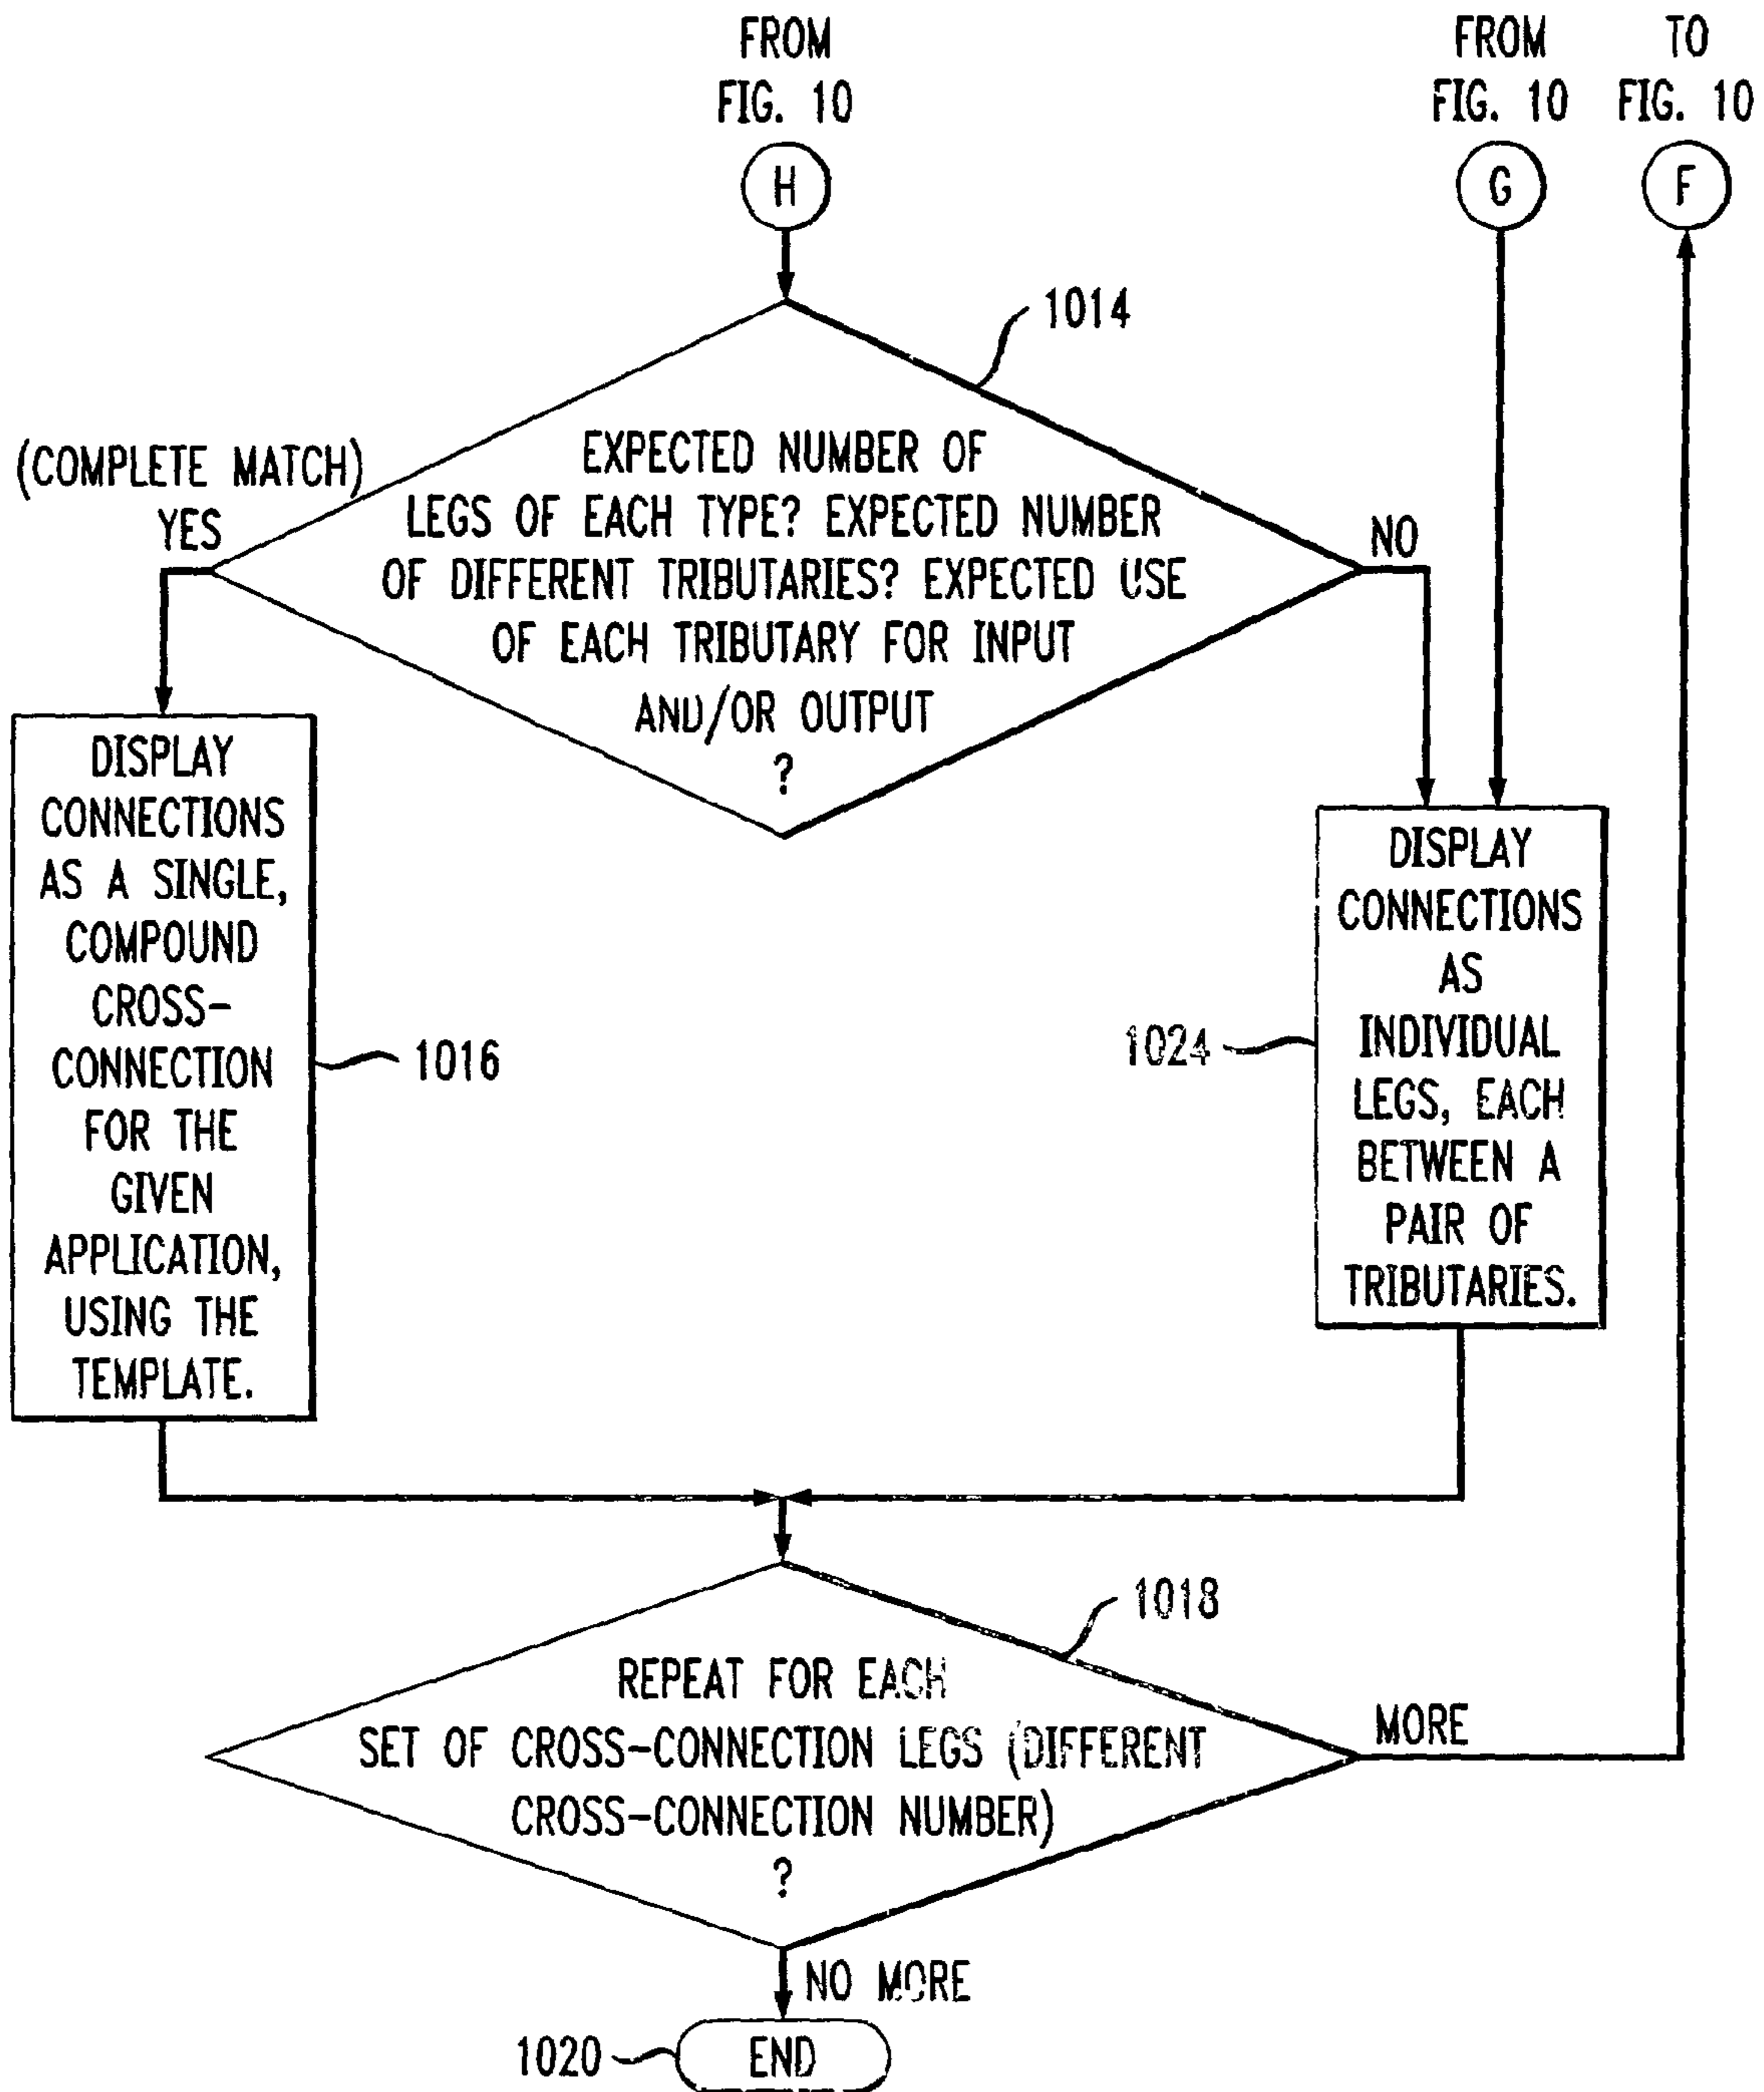 FROM
FIG. 10
H
FROM
FIG. 10
G
TO
FIG. 10
F
1014
EXPECTED NUMBER OF
LEGS OF EACH TYPE? EXPECTED NUMBER
OF DIFFERENT TRIBUTARIES? EXPECTED USE
OF EACH TRIBUTARY FOR INPUT
AND/OR OUTPUT
?
(COMPLETE MATCH)
YES
NO
DISPLAY
CONNECTIONS
AS A SINGLE,
COMPOUND
CROSS-
CONNECTION
FOR THE
GIVEN
APPLICATION,
USING THE
TEMPLATE.
1016
DISPLAY
CONNECTIONS
AS
INDIVIDUAL
LEGS, EACH
BETWEEN A
PAIR OF
TRIBUTARIES.
1024
1018
REPEAT FOR EACH
SET OF CROSS-CONNECTION LEGS (DIFFERENT
CROSS-CONNECTION NUMBER)
?
MORE
NO MORE
1020
END